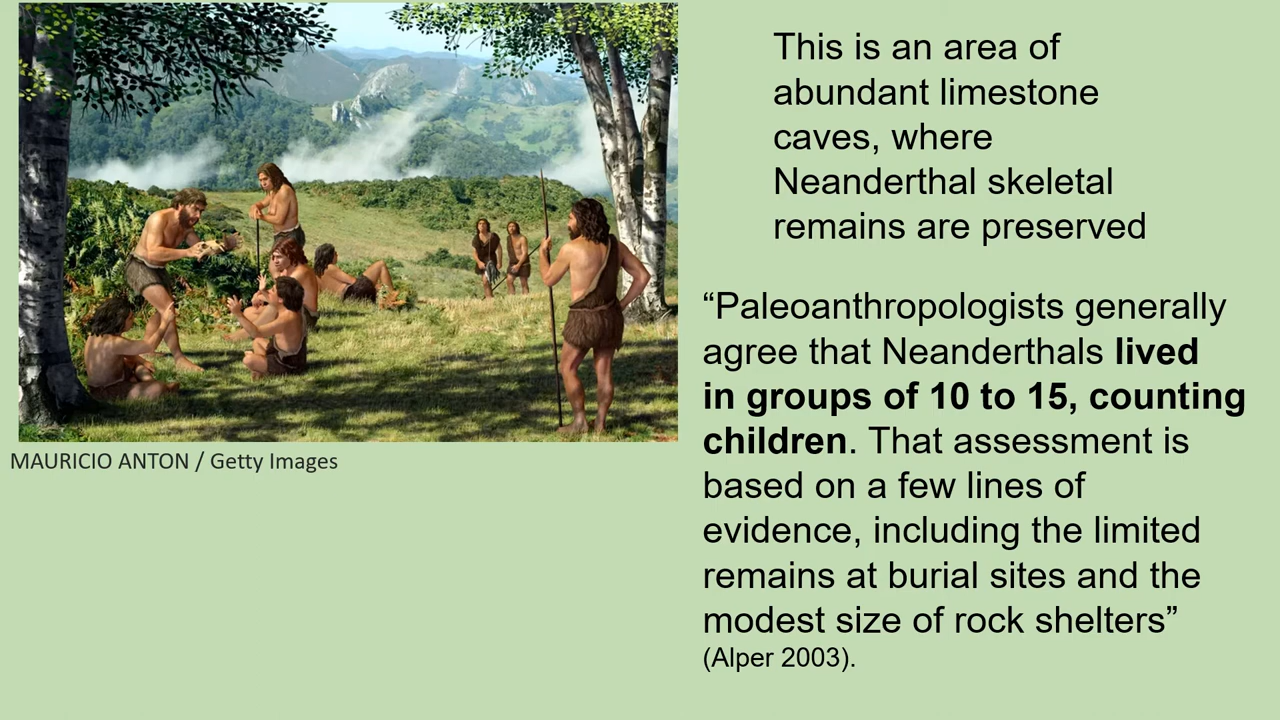 This is an area of
abundant limestone
caves, where
Neanderthal skeletal
remains are preserved
“Paleoanthropologists generally
agree that Neanderthals lived
in groups of 10 to 15, counting
children. That assessment is
based on a few lines of
evidence, including the limited
remains at burial sites and the
modest size of rock shelters”
(Alper 2003).
MAURICIO ANTON / Getty Images